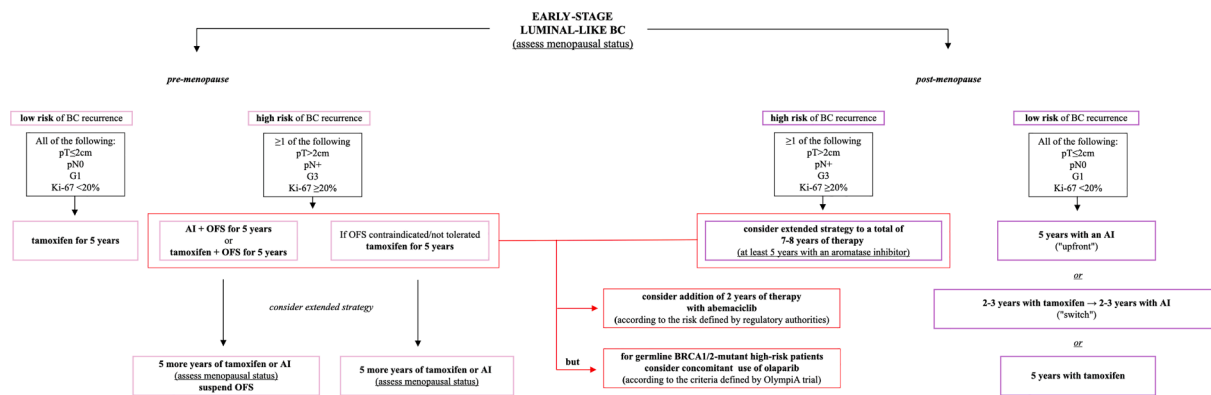 EARLY-STAGE
LUMINAL-LIKE BC
(assess menopausal status)
pre-menopause
post-menopause
low risk of BC recurrence
All of the following:
pT≤2cm
pN0
G1
Ki-67 <20%
tamoxifen for 5 years
high risk of BC recurrence
≥1 of the following
pT>2cm
pN+
G3
Ki-67 ≥20%
AI + OFS for 5 years
or
tamoxifen + OFS for 5 years
If OFS contraindicated/not tolerated
tamoxifen for 5 years
consider extended strategy
5 more years of tamoxifen or AI
(assess menopausal status)
suspend OFS
5 more years of tamoxifen or AI
(assess menopausal status)
high risk of BC recurrence
≥1 of the following
pT>2cm
pN+
G3
Ki-67 ≥20%
consider extended strategy to a total of
7-8 years of therapy
(at least 5 years with an aromatase inhibitor)
consider addition of 2 years of therapy
with abemaciclib
(according to the risk defined by regulatory authorities)
but
for germline BRCA1/2-mutant high-risk patients
consider concomitant use of olaparib
(according to the criteria defined by OlympiA trial)
low risk of BC recurrence
All of the following:
pT≤2cm
pN0
G1
Ki-67 <20%
5 years with an AI
("upfront")
or
2-3 years with tamoxifen → 2-3 years with AI
("switch")
or
5 years with tamoxifen